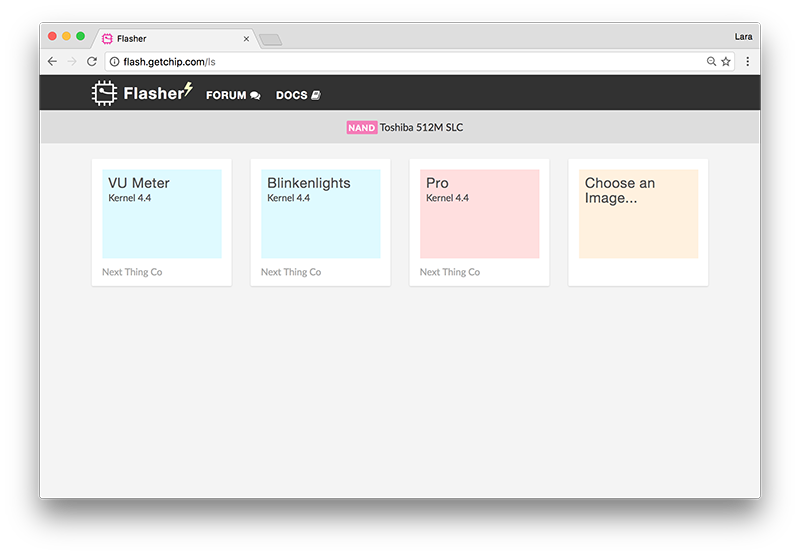 Flasher
Lara
flash.getchip.com/ls
Flasher FORUM DOCS
NAND Toshiba 512M SLC
VU Meter
Kernel 4.4
Next Thing Co
Blinkenlights
Kernel 4.4
Next Thing Co
Pro
Kernel 4.4
Next Thing Co
Choose an
Image...